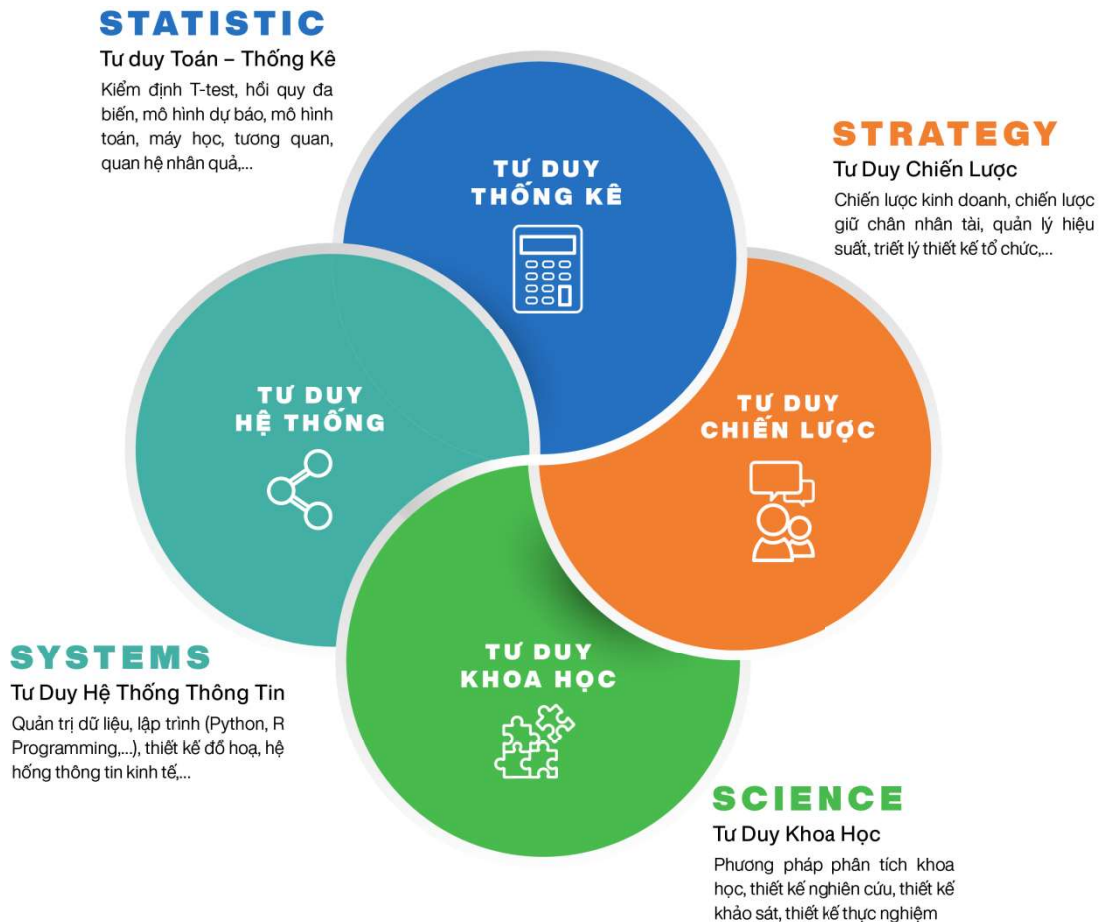 STATISTIC
Tư duy Toán – Thống Kê
Kiểm định T-test, hồi quy đa
biến, mô hình dự báo, mô hình
toán, máy học, tương quan,
quan hệ nhân quả,...
STRATEGY
Tư Duy Chiến Lược
Chiến lược kinh doanh, chiến lược
giữ chân nhân tài, quản lý hiệu
suất, triết lý thiết kế tổ chức,...
TƯ DUY
THỐNG KÊ
TƯ DUY
HỆ THỐNG
TƯ DUY
CHIẾN LƯỢC
TƯ DUY
KHOA HỌC
SYSTEMS
Tư Duy Hệ Thống Thông Tin
Quản trị dữ liệu, lập trình (Python, R
Programming,...), thiết kế đồ hoạ, hệ
hống thông tin kinh tế,...
SCIENCE
Tư Duy Khoa Học
Phương pháp phân tích khoa
học, thiết kế nghiên cứu, thiết kế
khảo sát, thiết kế thực nghiệm